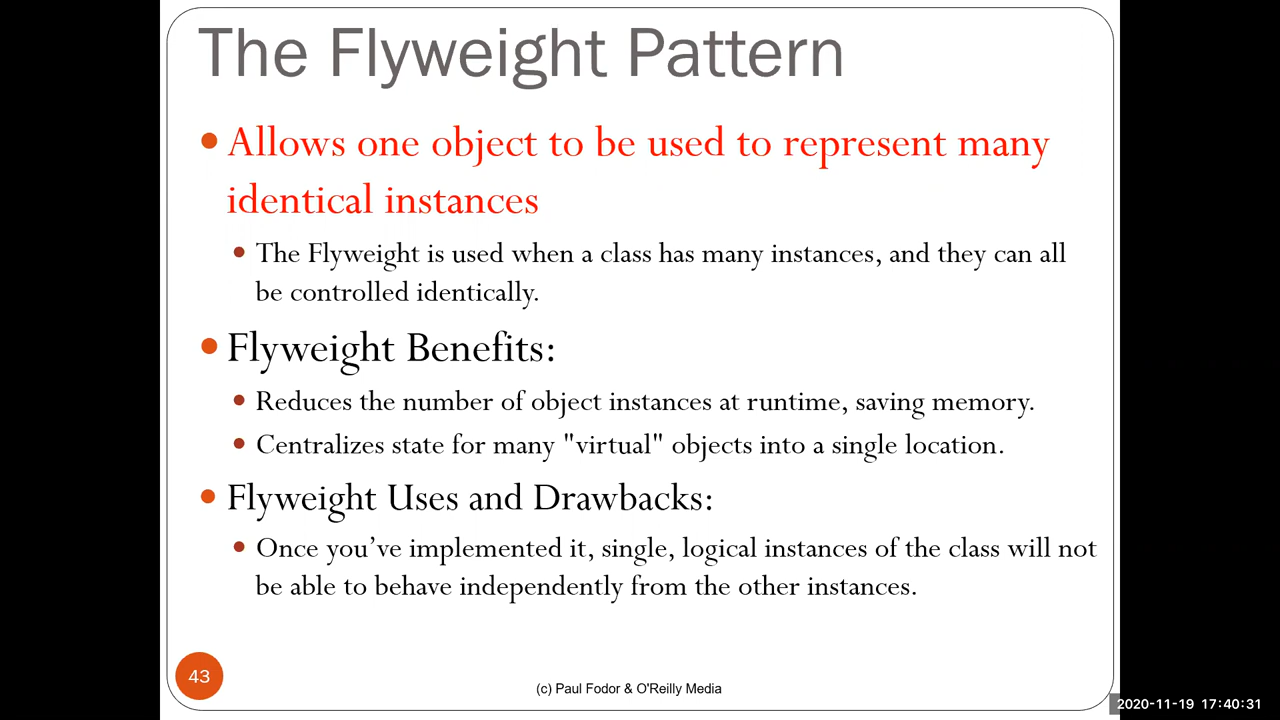 The Flyweight Pattern
Allows one object to be used to represent many
identical instances
The Flyweight is used when a class has many instances, and they can all
be controlled identically.
Flyweight Benefits:
Reduces the number of object instances at runtime, saving memory.
Centralizes state for many "virtual" objects into a single location.
Flyweight Uses and Drawbacks:
Once you’ve implemented it, single, logical instances of the class will not
be able to behave independently from the other instances.
43
(c) Paul Fodor & O'Reilly Media
2020-11-19 17:40:31